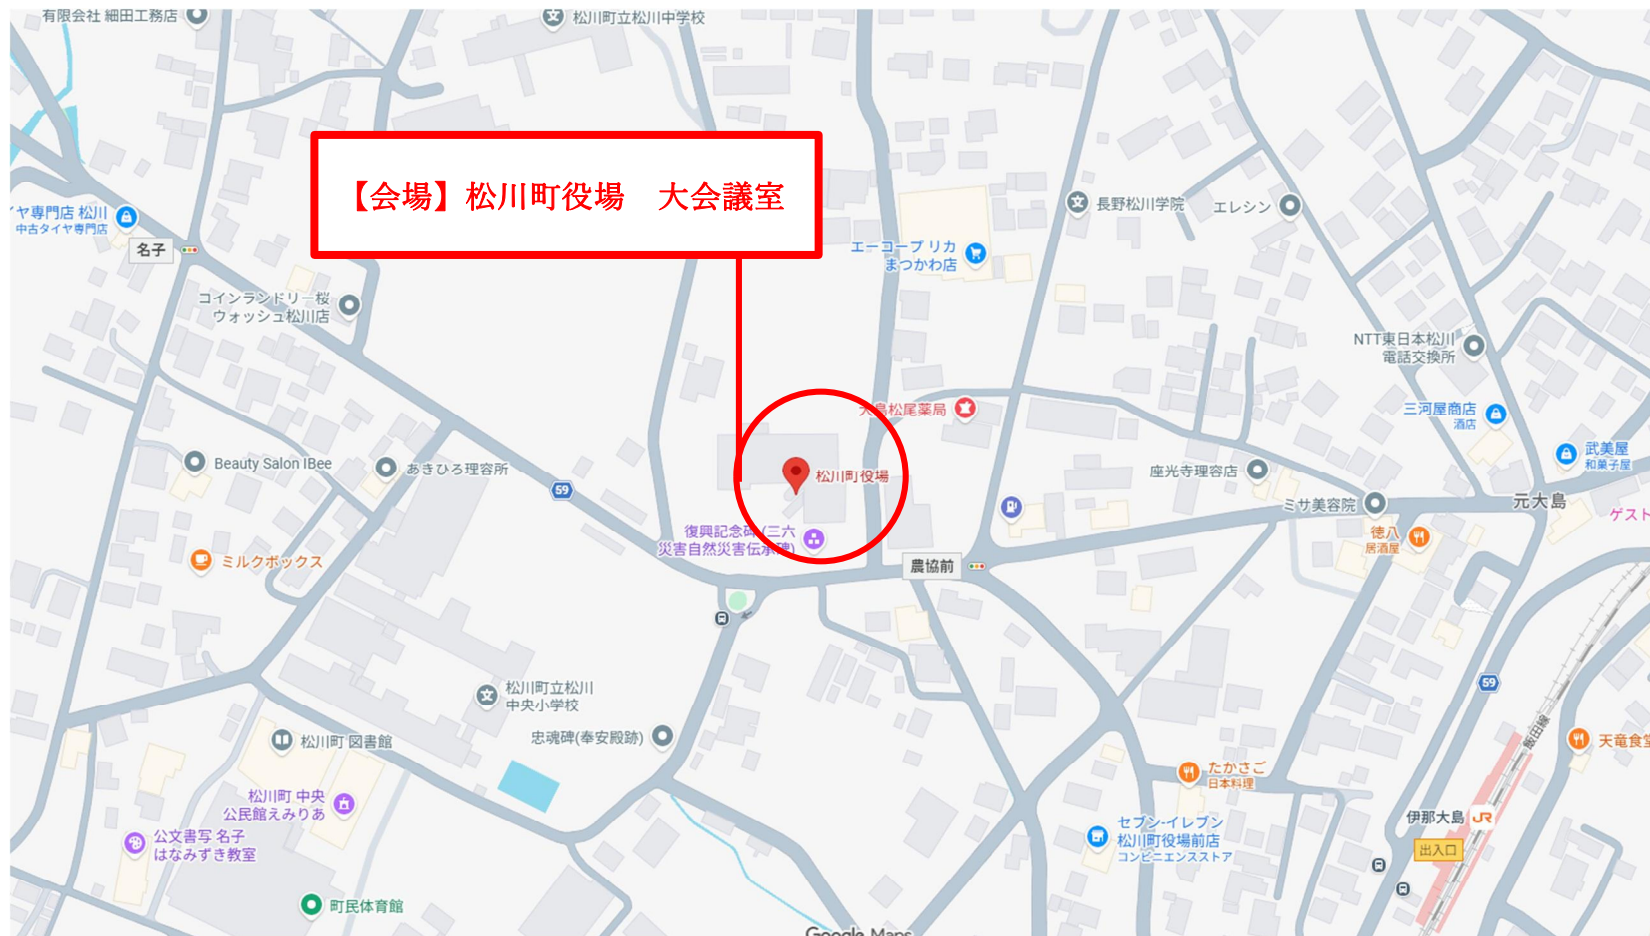 有限会社 細田工務店
松川町立松川中学校
【会場】松川町役場　大会議室
ヤ専門店 松川
中古タイヤ専門店
名子
長野松川学院
エレシン
エーコープ リカ
まつかわ店
コインランドリー桜
ウォッシュ松川店
NTT東日本松川
電話交換所
大島松尾薬局
三河屋商店
酒店
武美屋
和菓子屋
Beauty Salon IBee
あきひろ理容所
59
松川町役場
座光寺理容店
ミサ美容院
元大島
ゲスト
復興記念碑(三六
災害自然災害伝承碑)
徳八
居酒屋
ミルクボックス
農協前
松川町立松川
中央小学校
59
忠魂碑(奉安殿跡)
松川町 図書館
飯田線
天竜食堂
たかさご
日本料理
松川町 中央
公民館えみりあ
セブン-イレブン
松川町役場前店
コンビニエンスストア
伊那大島
JR
出入口
公文書写 名子
はなみずき教室
町民体育館
Google Maps